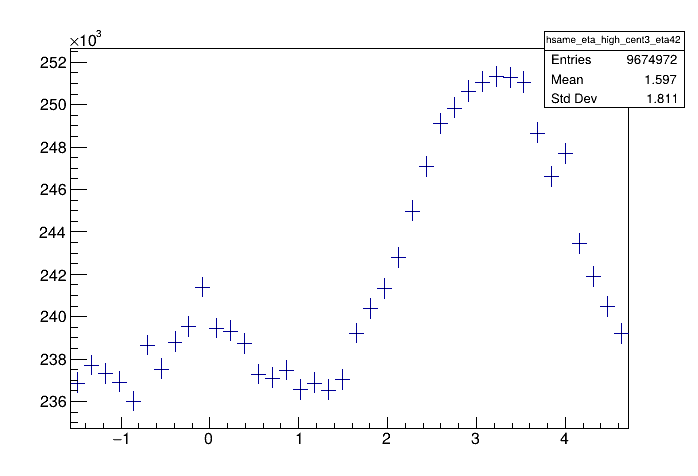 ×10³
hsame_eta_high_cent3_eta42
Entries 9674972
Mean 1.597
Std Dev 1.811
252
250
248
246
244
242
240
238
236
−1 0 1 2 3 4